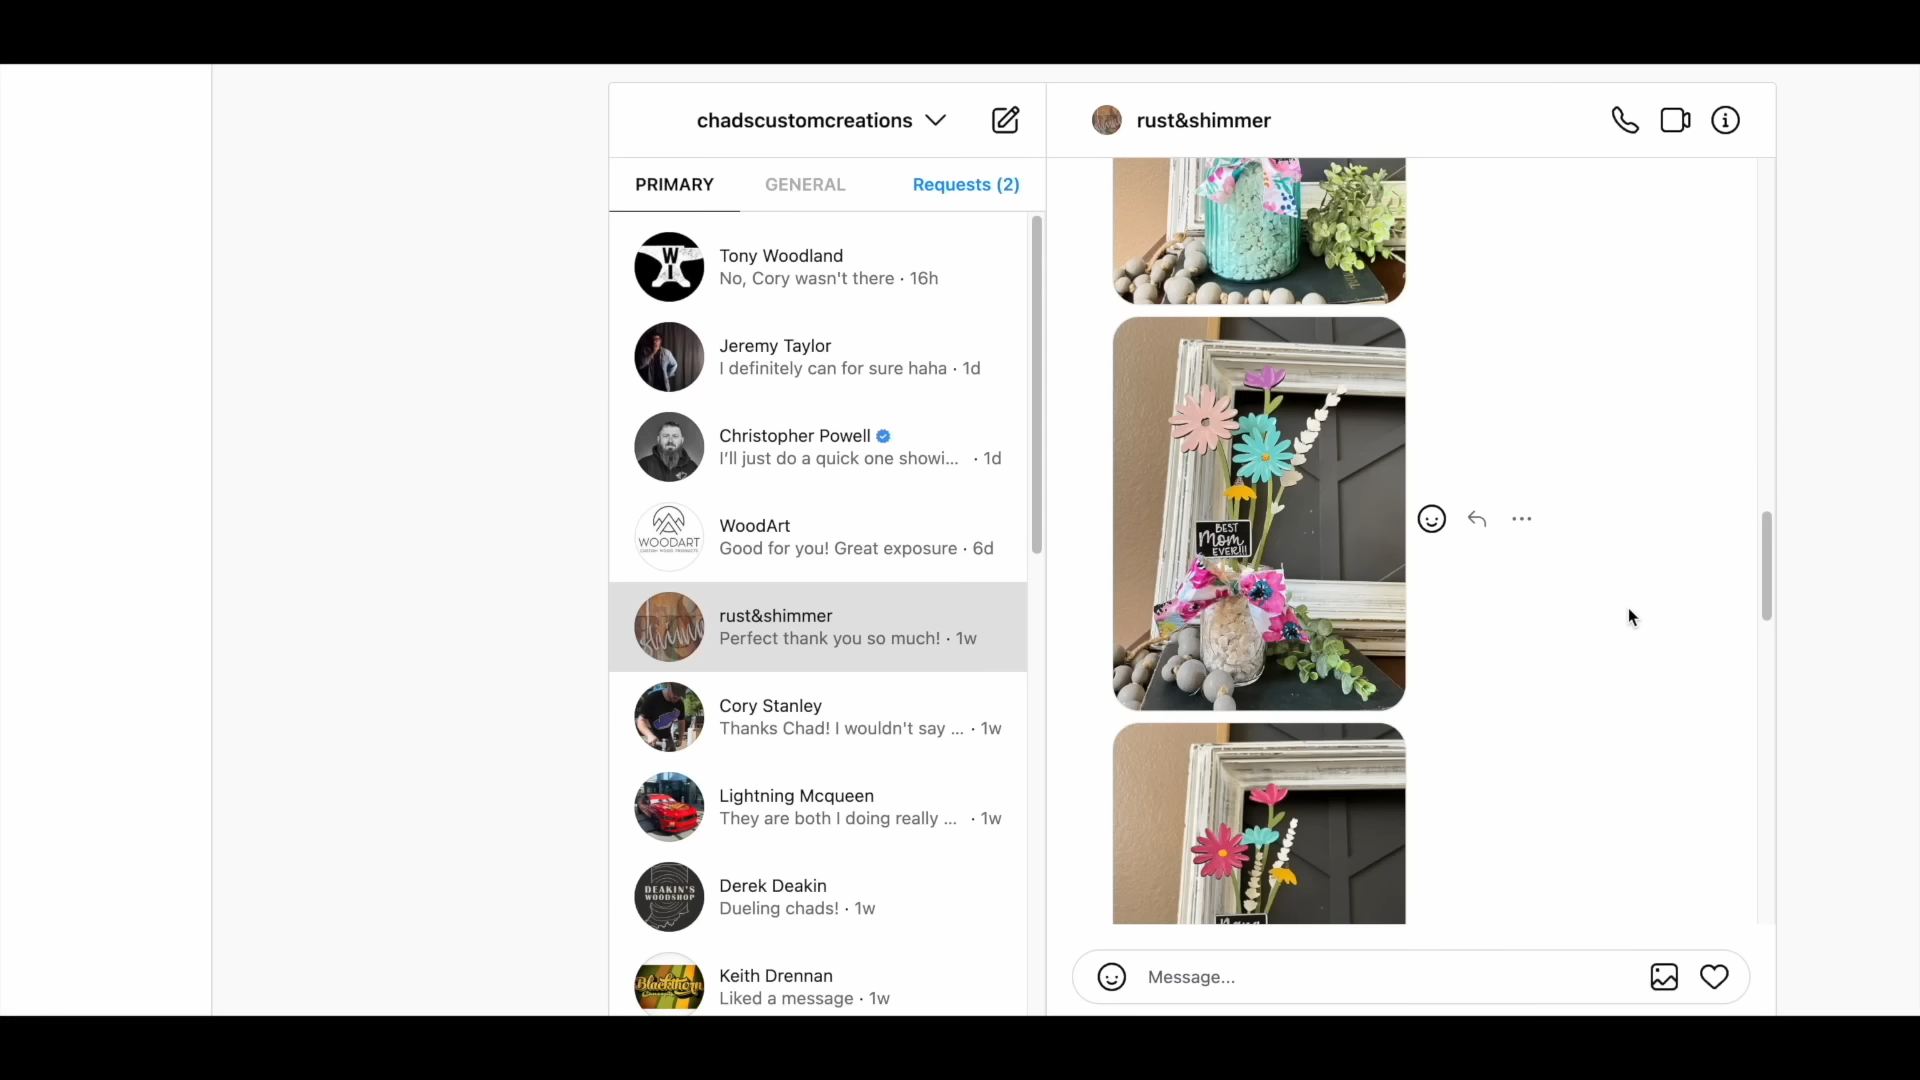 chadscustomcreations
PRIMARY
GENERAL
Requests (2)
Tony Woodland
No, Cory wasn't there · 16h
Jeremy Taylor
I definitely can for sure haha · 1d
Christopher Powell
I'll just do a quick one showi... · 1d
WOODART
WoodArt
Good for you! Great exposure · 6d
rust&shimmer
Perfect thank you so much! · 1w
Cory Stanley
Thanks Chad! I wouldn't say ... · 1w
Lightning Mcqueen
They are both I doing really ... · 1w
DEAKIN'S
WOODSHOP
Derek Deakin
Dueling chads! · 1w
Blackthorn
Keith Drennan
Liked a message · 1w
rust&shimmer
BEST
Mom
EVER!!!
Message...